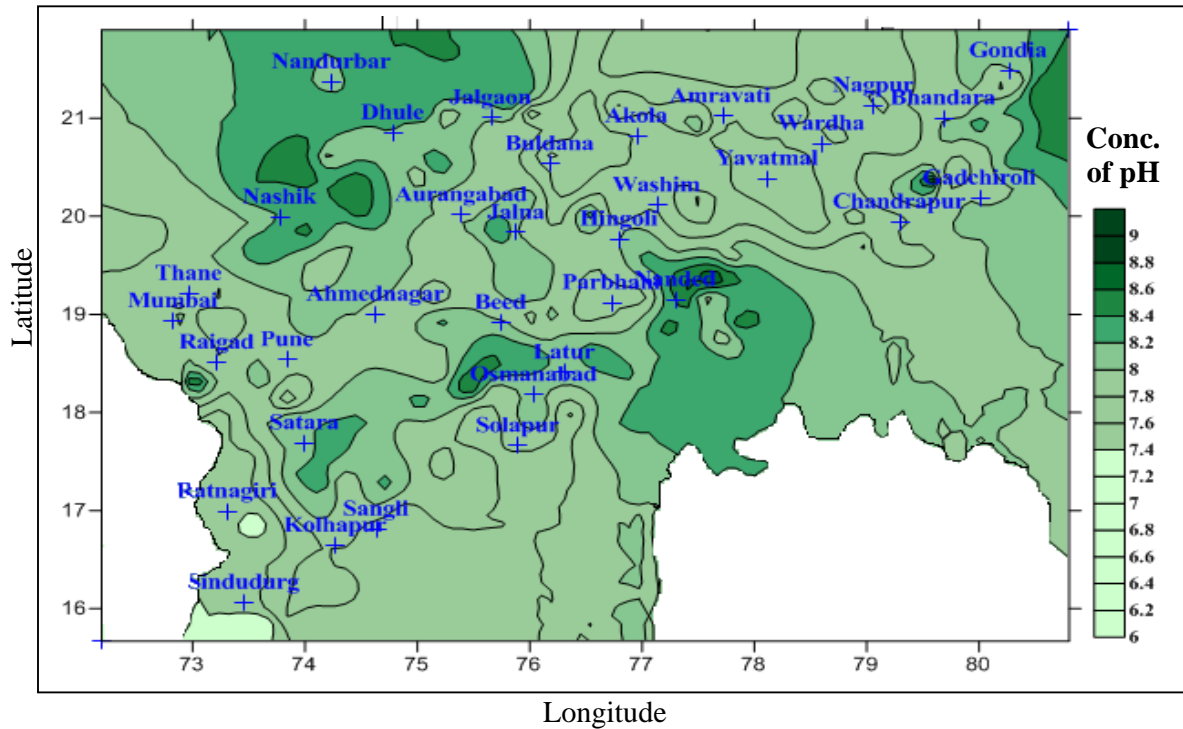 Gondia
Nandurbar
Nagpur
Jalgaon
Amravati
Bhandara
Dhule
Akola
Wardha
Buldana
Yavatmal
Gadchiroli
Aurangabad
Washim
Nashik
Chandrapur
Jalna
Hingoli
Thane
Parbhani
Nanded
Mumbai
Ahmednagar
Beed
Raigad
Pune
Latur
Osmanabad
Satara
Solapur
Ratnagiri
Sangli
Kolhapur
Sindudurg
21
20
19
18
17
16
Latitude
73 74 75 76 77 78 79 80
Longitude
Conc.
of pH
9
8.8
8.6
8.4
8.2
8
7.8
7.6
7.4
7.2
7
6.8
6.6
6.4
6.2
6